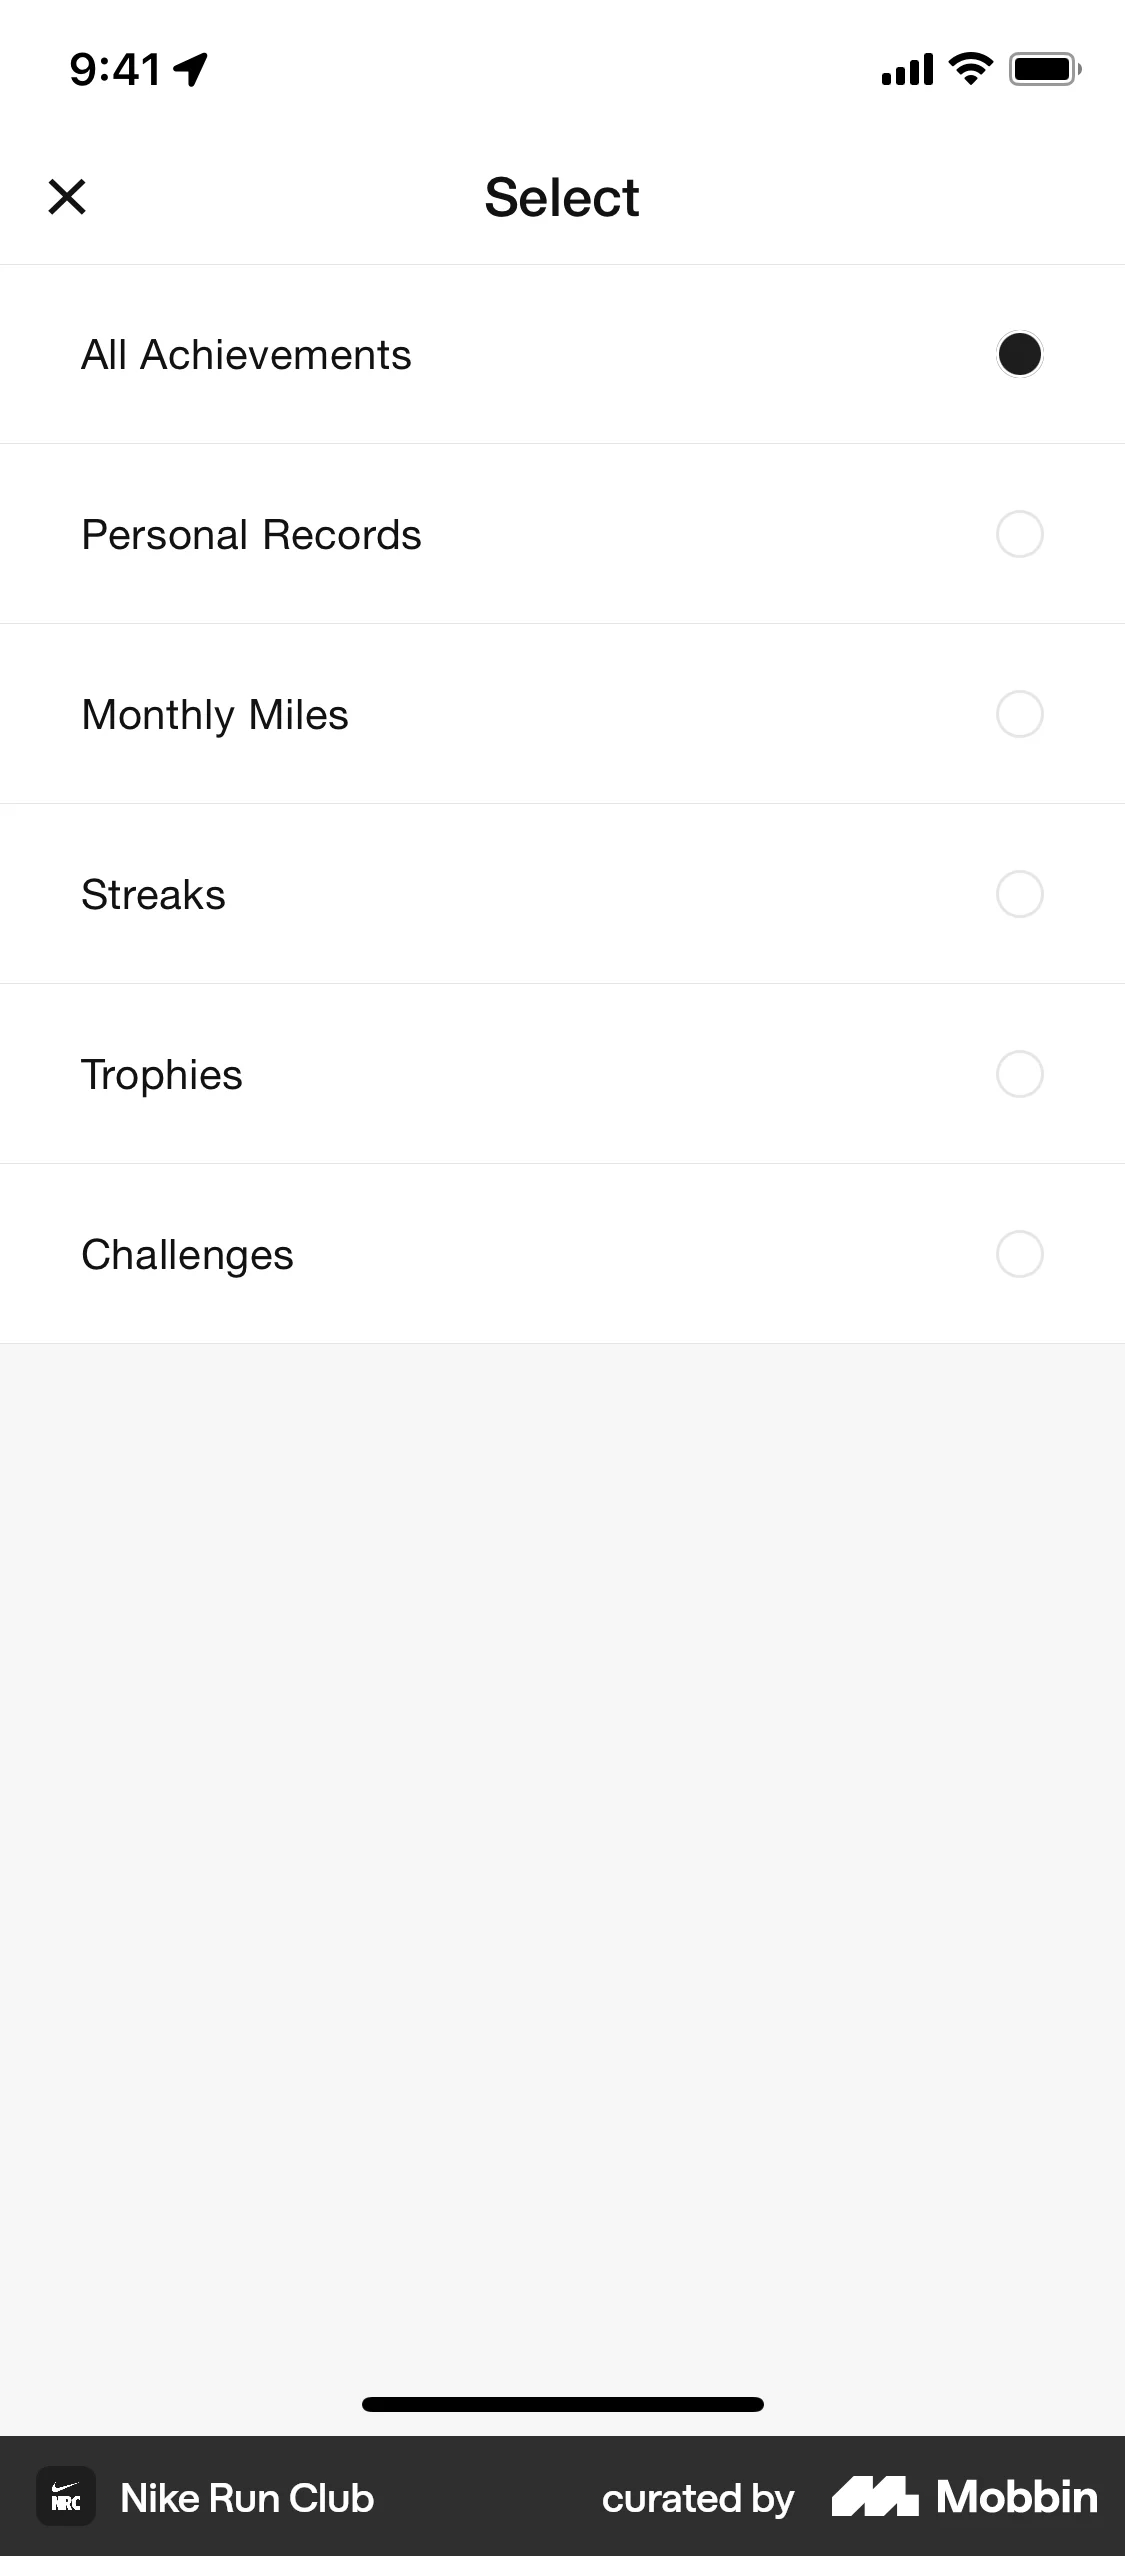 9:41
Select
All Achievements
Personal Records
Monthly Miles
Streaks
Trophies
Challenges
NRC
Nike Run Club
curated by Mobbin